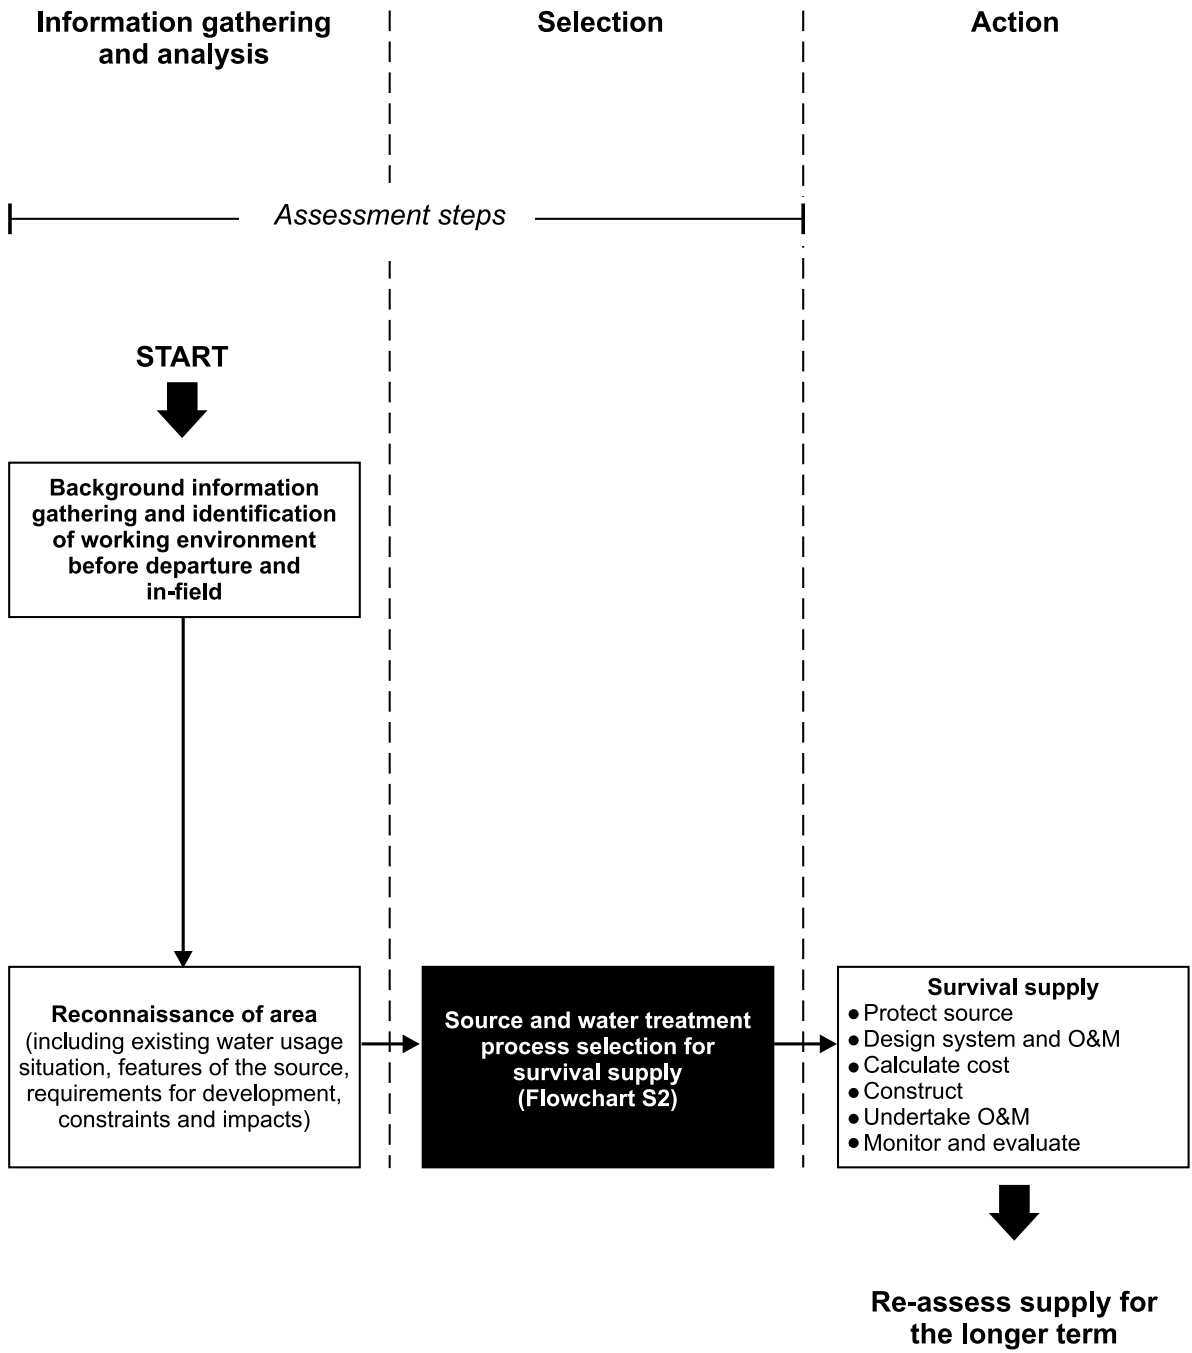 Information gathering
and analysis
Selection
Action
Assessment steps
START
Background information
gathering and identification
of working environment
before departure and
in-field
Reconnaissance of area
(including existing water usage
situation, features of the source,
requirements for development,
constraints and impacts)
Source and water treatment
process selection for
survival supply
(Flowchart S2)
Survival supply
● Protect source
● Design system and O&M
● Calculate cost
● Construct
● Undertake O&M
● Monitor and evaluate
Re-assess supply for
the longer term